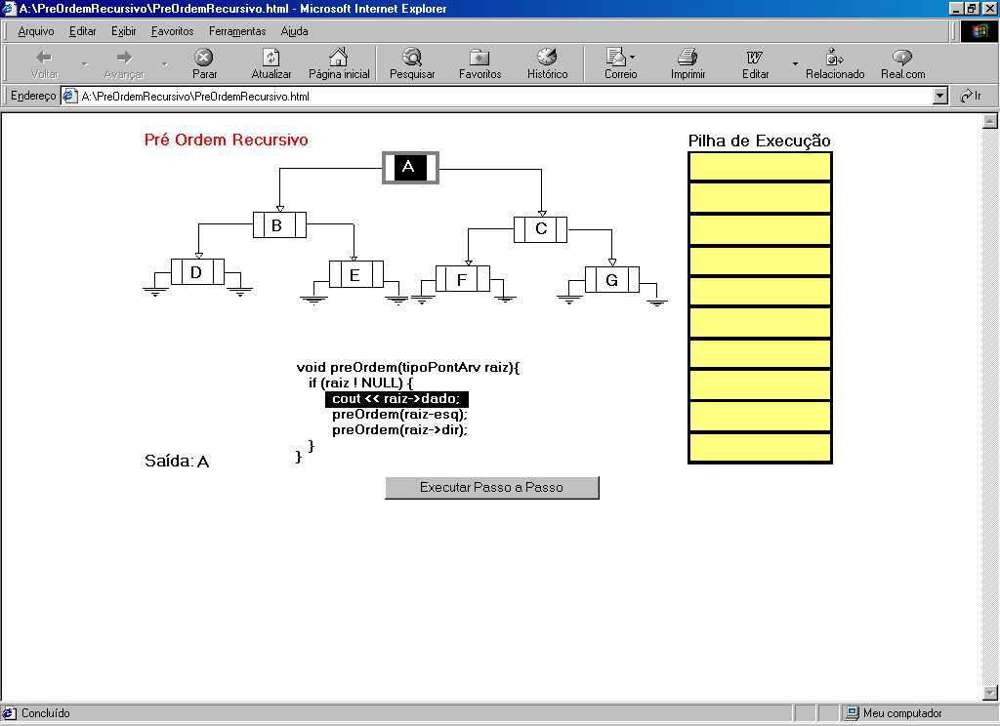 A:\PreOrdemRecursivo\PreOrdemRecursivo.html - Microsoft Internet Explorer
Arquivo Editar Exibir Favoritos Ferramentas Ajuda
Voltar Avançar Parar Atualizar Página inicial Pesquisar Favoritos Histórico Correio Imprimir Editar Relacionado Real.com
Endereço A:\PreOrdemRecursivo\PreOrdemRecursivo.html Ir
Pré Ordem Recursivo
Pilha de Execução
A
B
C
D
E
F
G
void preOrdem(tipoPontArv raiz){
if (raiz ! NULL) {
cout << raiz->dado;
preOrdem(raiz-esq);
preOrdem(raiz->dir);
}
}
Saída: A
Executar Passo a Passo
Concluído
Meu computador